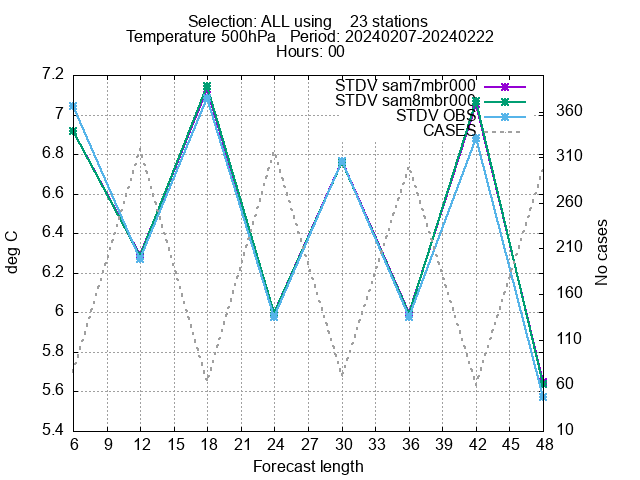 Selection: ALL using    23 stations
Temperature 500hPa   Period: 20240207-20240222
Hours: 00
STDV sam7mbr000
STDV sam8mbr000
STDV OBS
CASES
7.2
7
6.8
6.6
6.4
6.2
6
5.8
5.6
5.4
deg C
360
310
260
210
160
110
60
10
No cases
6 9 12 15 18 21 24 27 30 33 36 39 42 45 48
Forecast length